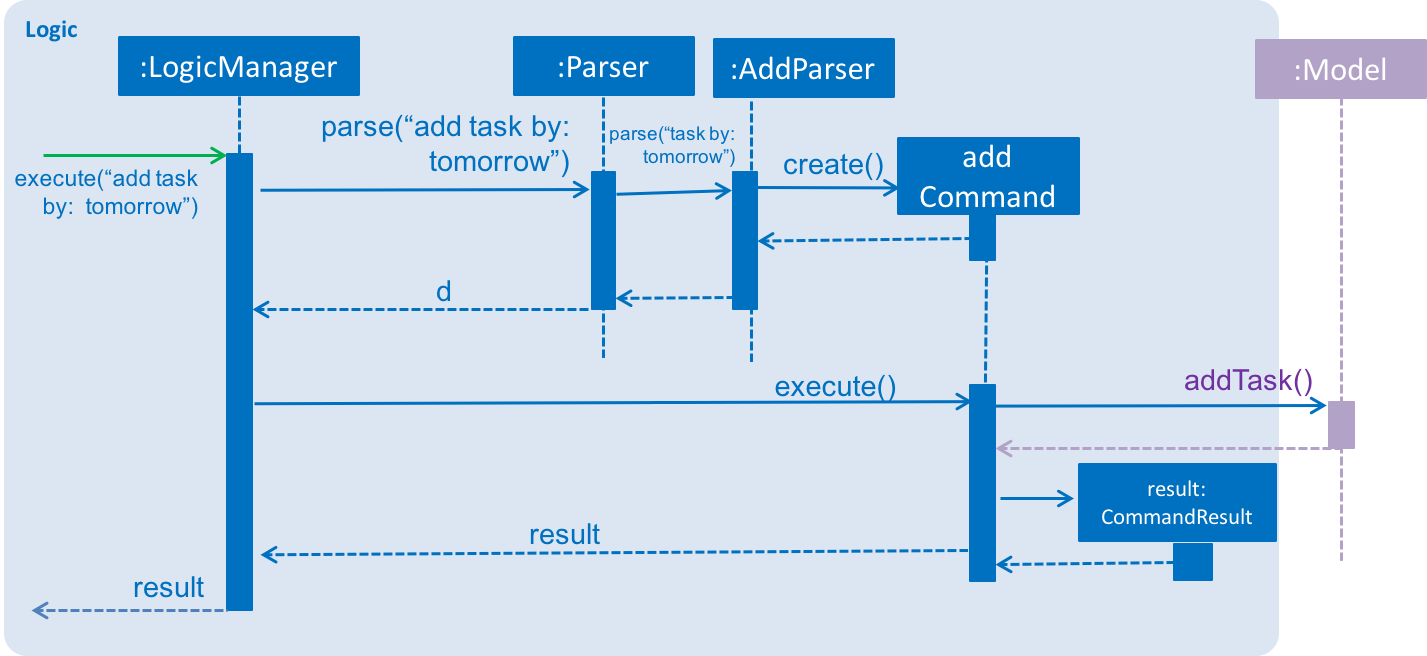 Logic
:LogicManager
:Parser
:AddParser
:Model
parse(“add task by:
tomorrow”)
parse(“task by:
tomorrow”)
create()
add
Command
execute(“add task
by:  tomorrow”)
d
execute()
addTask()
result:
CommandResult
result
result